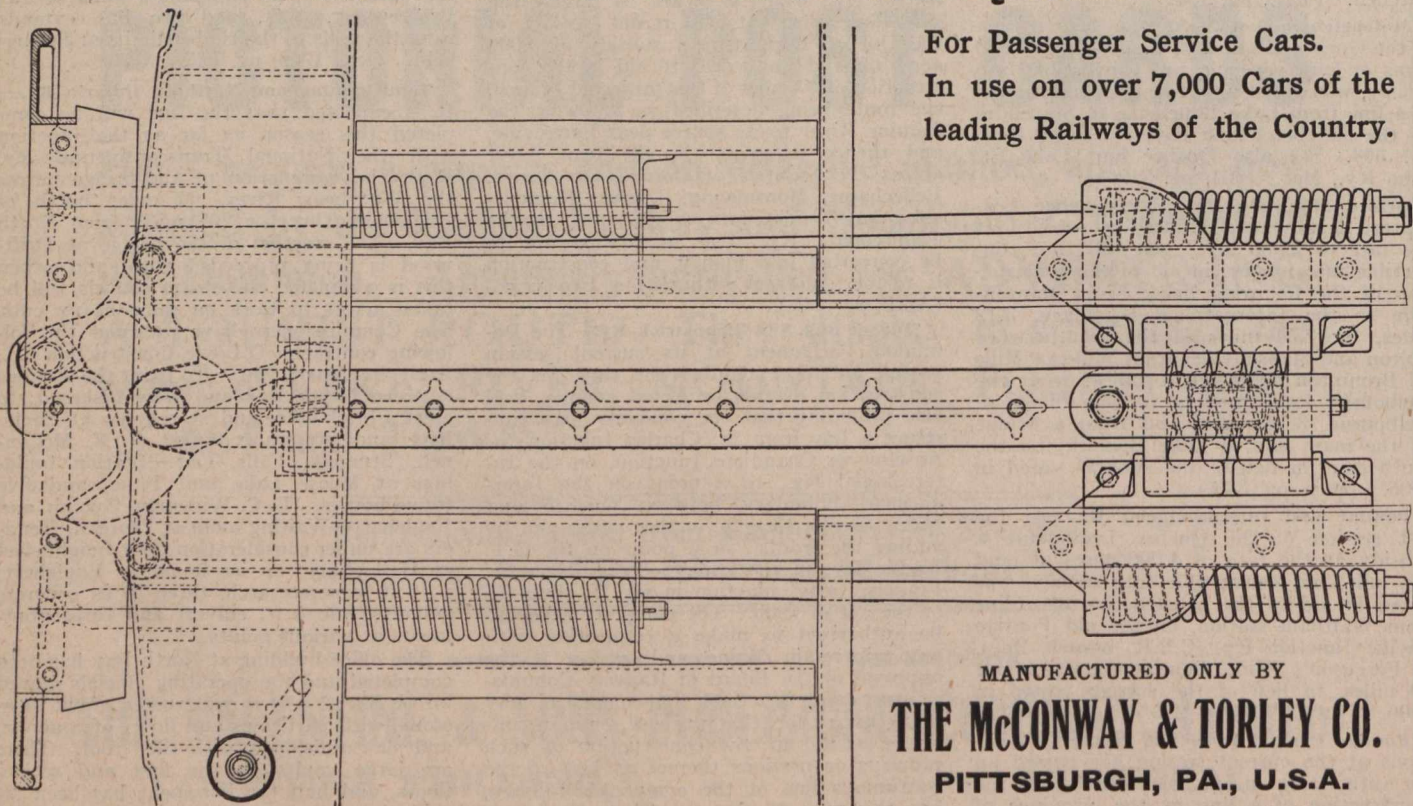 For Passenger Service Cars.
In use on over 7,000 Cars of the
leading Railways of the Country.
MANUFACTURED ONLY BY
THE McCONWAY & TORLEY CO.
PITTSBURGH, PA., U.S.A.